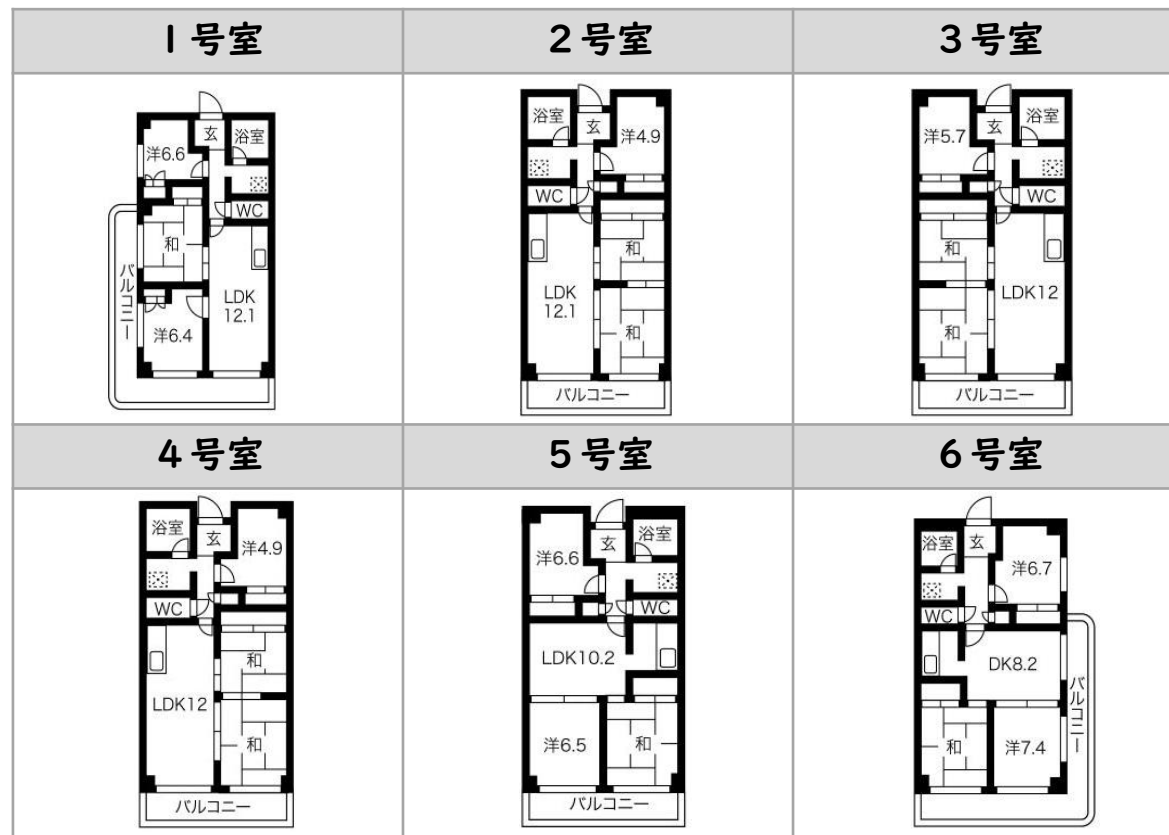 1号室
2号室
3号室
玄
浴室
洋6.6
WC
和
バルコニー
LDK
12.1
洋6.4
浴室
玄
洋4.9
WC
和
LDK
12.1
和
バルコニー
洋5.7
玄
浴室
WC
和
LDK12
和
バルコニー
4号室
5号室
6号室
浴室
玄
洋4.9
WC
和
LDK12
和
バルコニー
洋6.6
玄
浴室
WC
LDK10.2
洋6.5
和
バルコニー
浴室
玄
洋6.7
WC
DK8.2
バルコニー
和
洋7.4